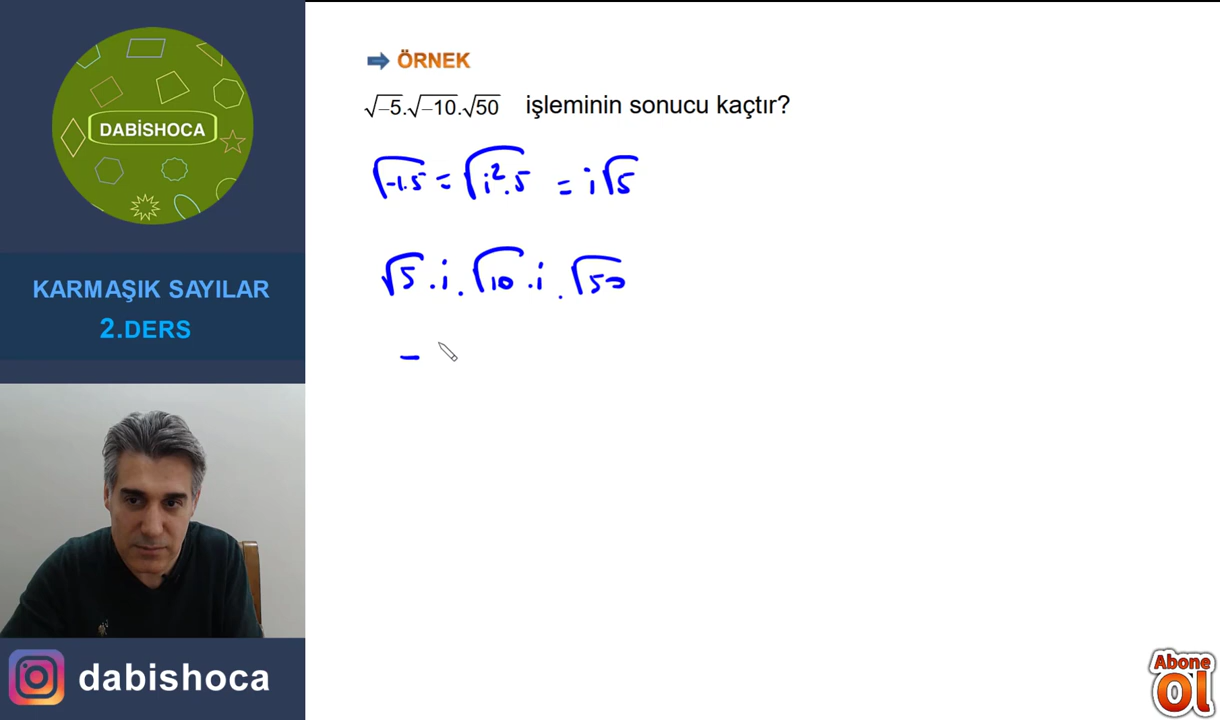 DABİSHOCA
KARMAŞIK SAYILAR
2.DERS
dabishoca
ÖRNEK
√−5.√−10.√50 işleminin sonucu kaçtır?
√-1.5 = √i².5 = i√5
√5 . i . √10 . i . √50
-
Abone
ol